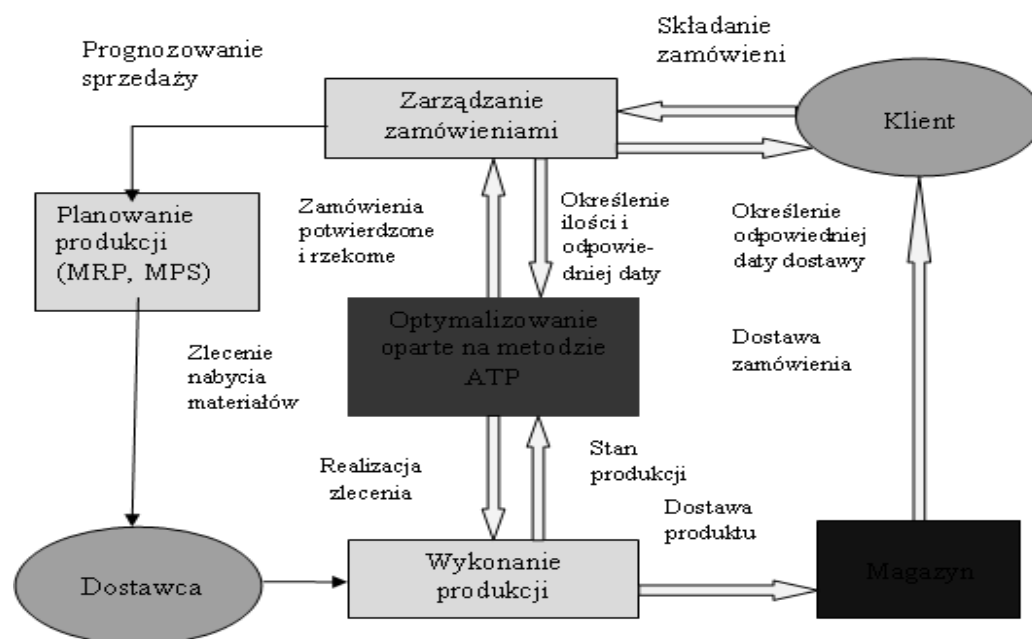 Prognozowanie
sprzedaży
Składanie
zamówieni
Zarządzanie
zamówieniami
Klient
Planowanie
produkcji
(MRP, MPS)
Zamówienia
potwierdzone
i rzekome
Określenie
ilości i
odpowie-
dniej daty
Określenie
odpowiedniej
daty dostawy
Optymalizowanie
oparte na metodzie
ATP
Zlecenie
nabycia
materiałów
Dostawa
zamówienia
Realizacja
zlecenia
Stan
produkcji
Dostawa
produktu
Dostawca
Wykonanie
produkcji
Magazyn